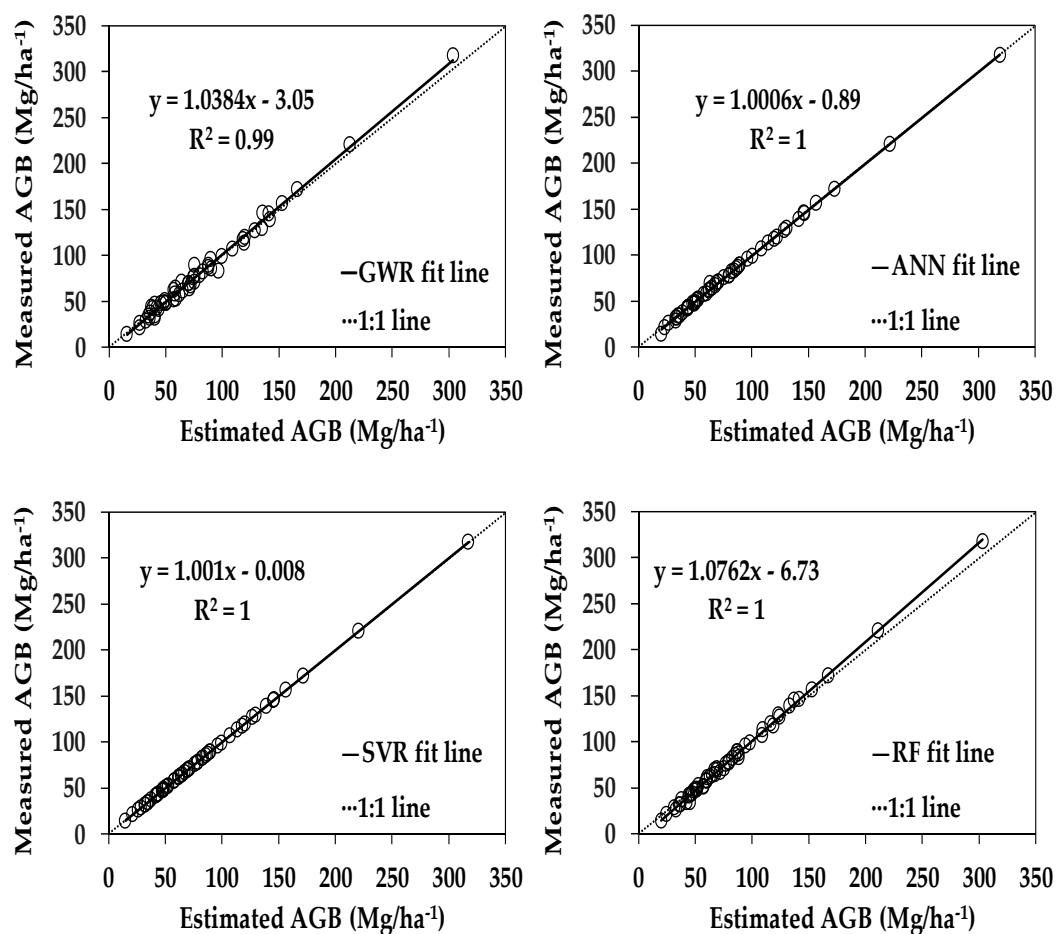 350
300
250
200
150
100
50
0
Measured AGB (Mg/ha⁻¹)
y = 1.0384x - 3.05
R² = 0.99
GWR fit line
1:1 line
0 50 100 150 200 250 300 350
Estimated AGB (Mg/ha⁻¹)
350
300
250
200
150
100
50
0
Measured AGB (Mg/ha⁻¹)
y = 1.0006x - 0.89
R² = 1
ANN fit line
1:1 line
0 50 100 150 200 250 300 350
Estimated AGB (Mg/ha⁻¹)
350
300
250
200
150
100
50
0
Measured AGB (Mg/ha⁻¹)
y = 1.001x - 0.008
R² = 1
SVR fit line
1:1 line
0 50 100 150 200 250 300 350
Estimated AGB (Mg/ha⁻¹)
350
300
250
200
150
100
50
0
Measured AGB (Mg/ha⁻¹)
y = 1.0762x - 6.73
R² = 1
RF fit line
1:1 line
0 50 100 150 200 250 300 350
Estimated AGB (Mg/ha⁻¹)